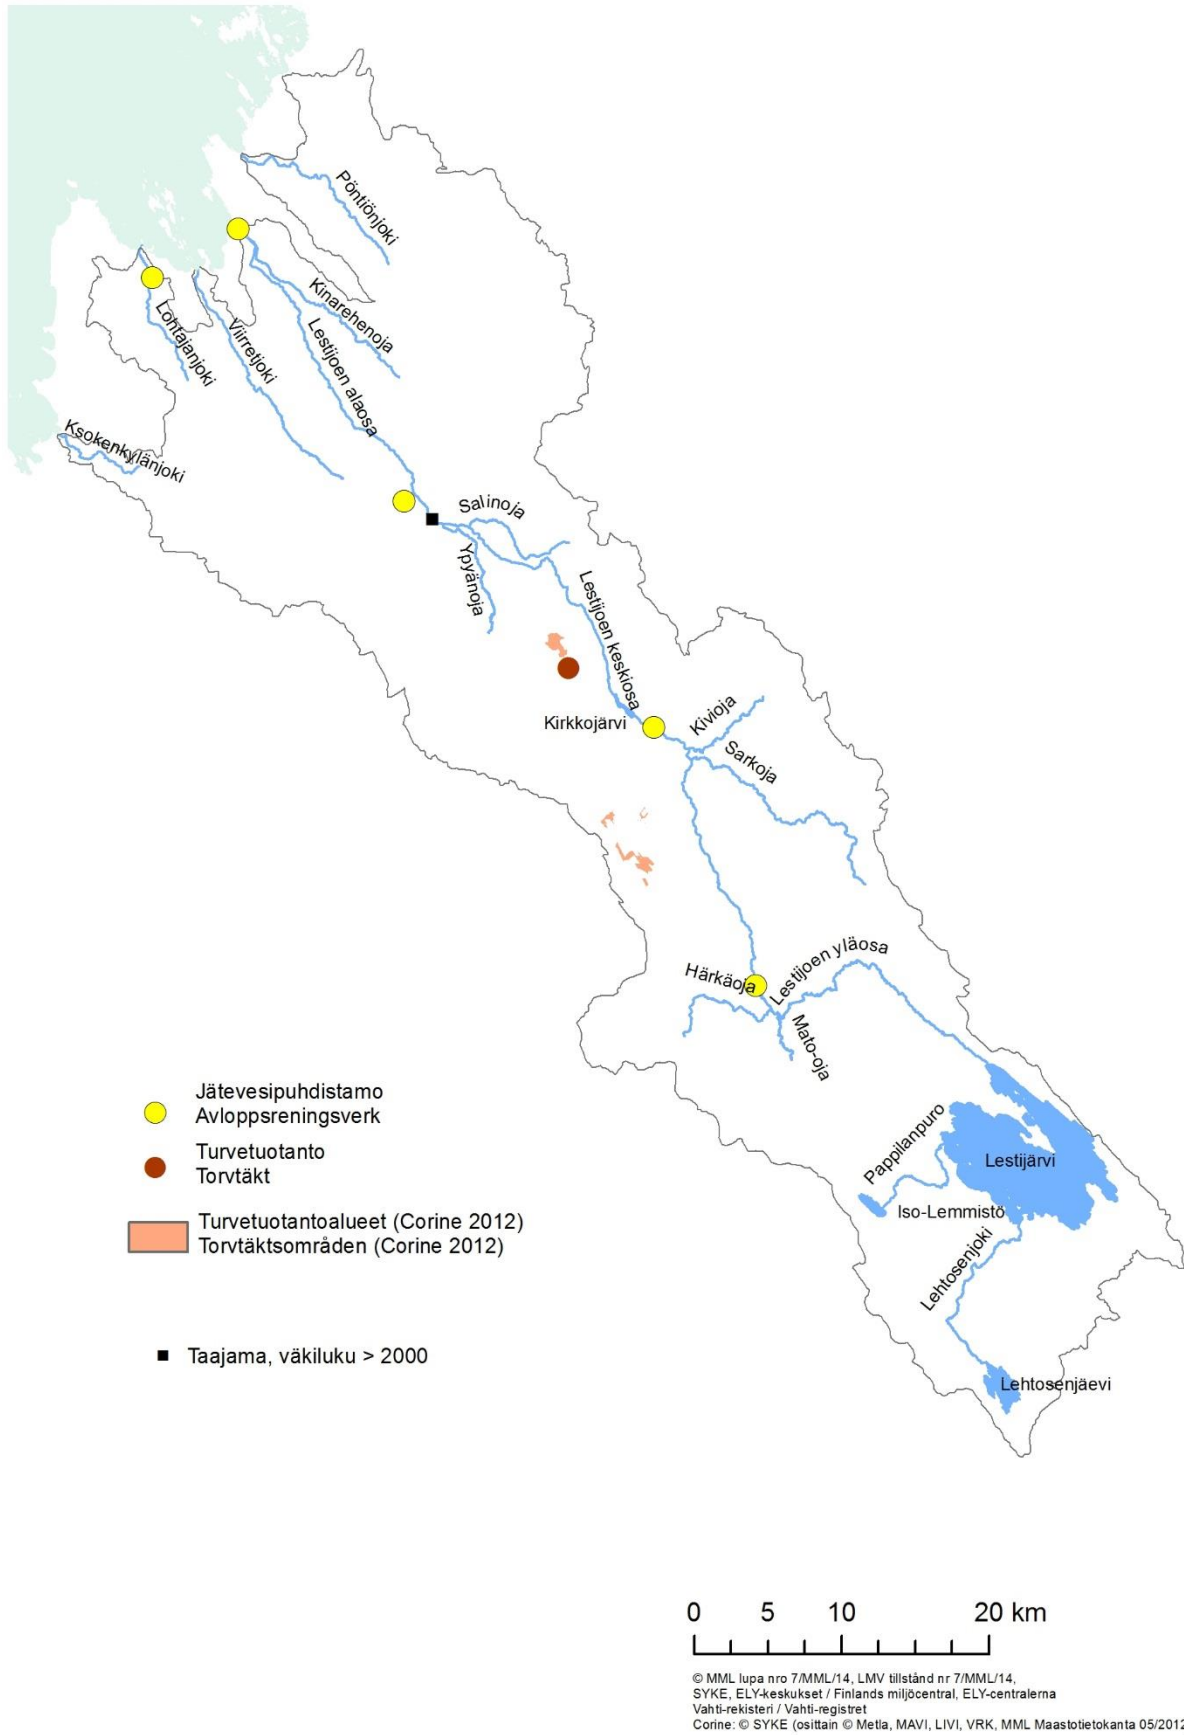 Pöntiönjoki
Kinarehenoja
Lestijoen alaosa
Lohtajanjoki
Viirretjoki
Ksokenkylänjoki
Salinoja
Ypyänoja
Lestijoen keskiosa
Kirkkojärvi
Kivioja
Sarkoja
Härkäoja
Lestijoen yläosa
Mato-oja
Pappilanpuro
Lestijärvi
Iso-Lemmistö
Lehtosenjoki
Lehtosenjäevi
Jätevesipuhdistamo
Avloppsreningsverk
Turvetuotanto
Torvtäkt
Turvetuotantoalueet (Corine 2012)
Torvtäktsområden (Corine 2012)
Taajama, väkiluku > 2000
0 5 10 20 km
© MML lupa nro 7/MML/14, LMV tillstånd nr 7/MML/14,
SYKE, ELY-keskukset / Finlands miljöcentral, ELY-centralerna
Vahti-rekisteri / Vahti-registret
Corine: © SYKE (osittain © Metla, MAVI, LIVI, VRK, MML Maastotietokanta 05/2012